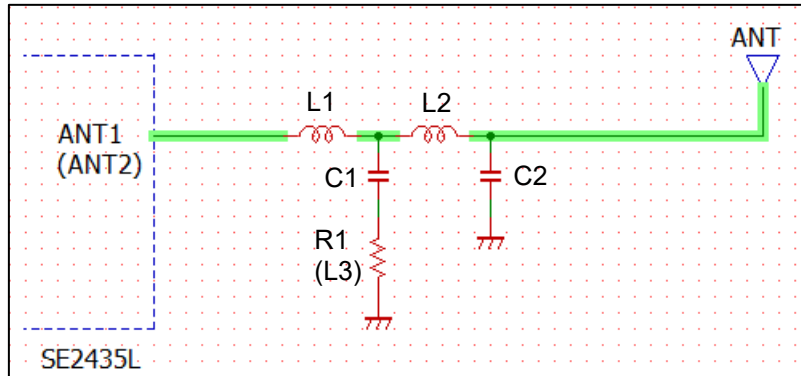 ANT
L1
L2
ANT1
(ANT2)
C1
C2
R1
(L3)
SE2435L